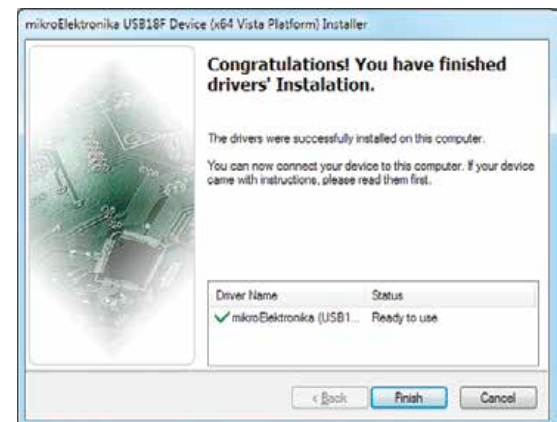 mikroElektronika USB18F Device (x64 Vista Platform) Installer
Congratulations! You have finished
drivers' Instalation.
The drivers were successfully installed on this computer.
You can now connect your device to this computer. If your device
came with instructions, please read them first.
Driver Name Status
mikroElektronika (USB1... Ready to use
< Back Finish Cancel